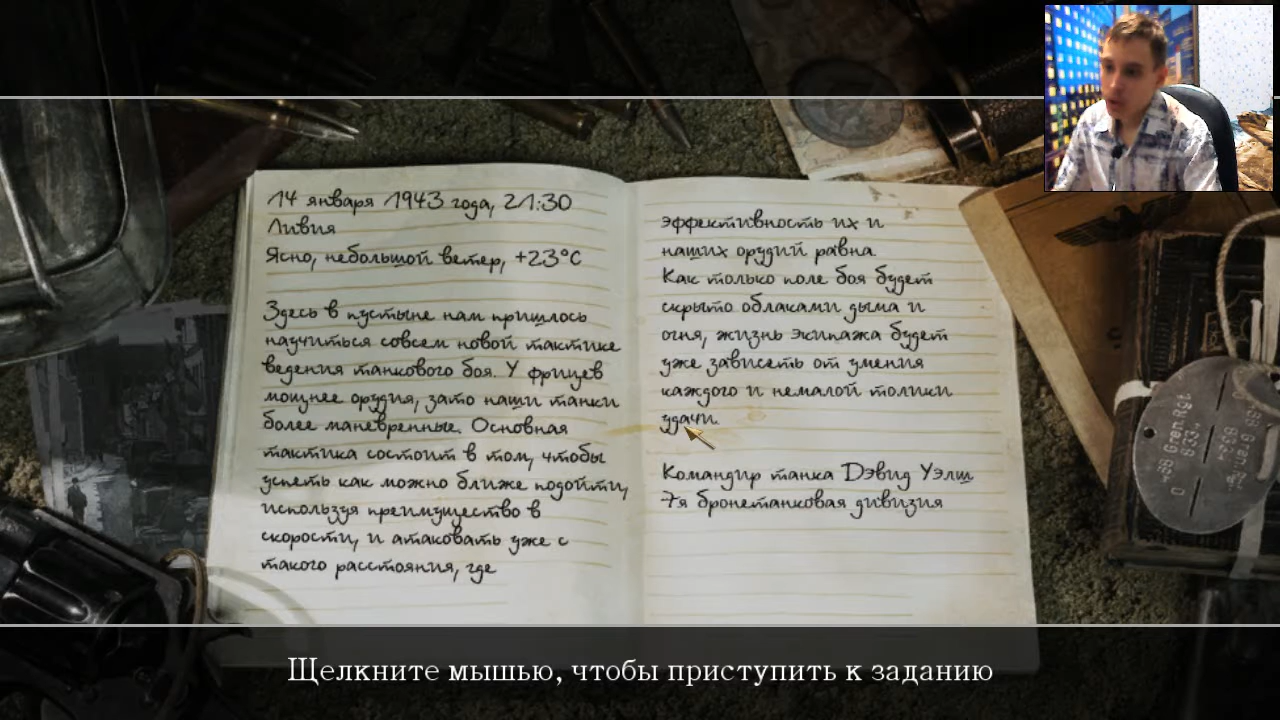 14 января 1943 года, 21:30
Ливия
Ясно, небольшой ветер, +23°C
Здесь в пустыне нам пришлось
научиться совсем новой тактике
ведения танкового боя. У фрицев
мощнее орудия, зато наши танки
более маневренные. Основная
тактика состоит в том, чтобы
успеть как можно ближе подойти,
используя преимущество в
скорости, и атаковать уже с
такого расстояния, где
эффективность их и
наших орудий равна.
Как только поле боя будет
скрыто облаками дыма и
огня, жизнь экипажа будет
уже зависеть от умения
каждого и немалой толики
удачи.
Командир танка Дэвид Уэлш
7я бронетанковая дивизия
Щелкните мышью, чтобы приступить к заданию